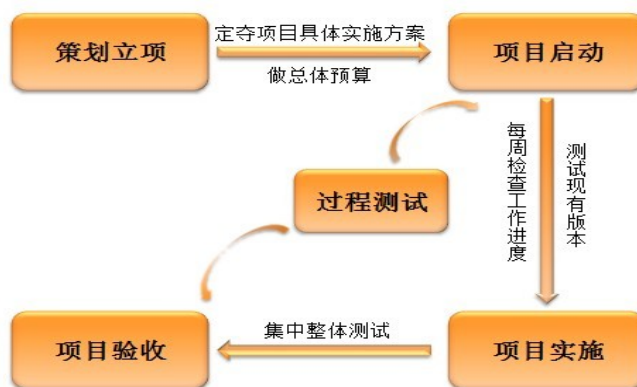 策划立项
定夺项目具体实施方案
做总体预算
项目启动
每周检查工作进度
测试现有版本
过程测试
项目验收
集中整体测试
项目实施